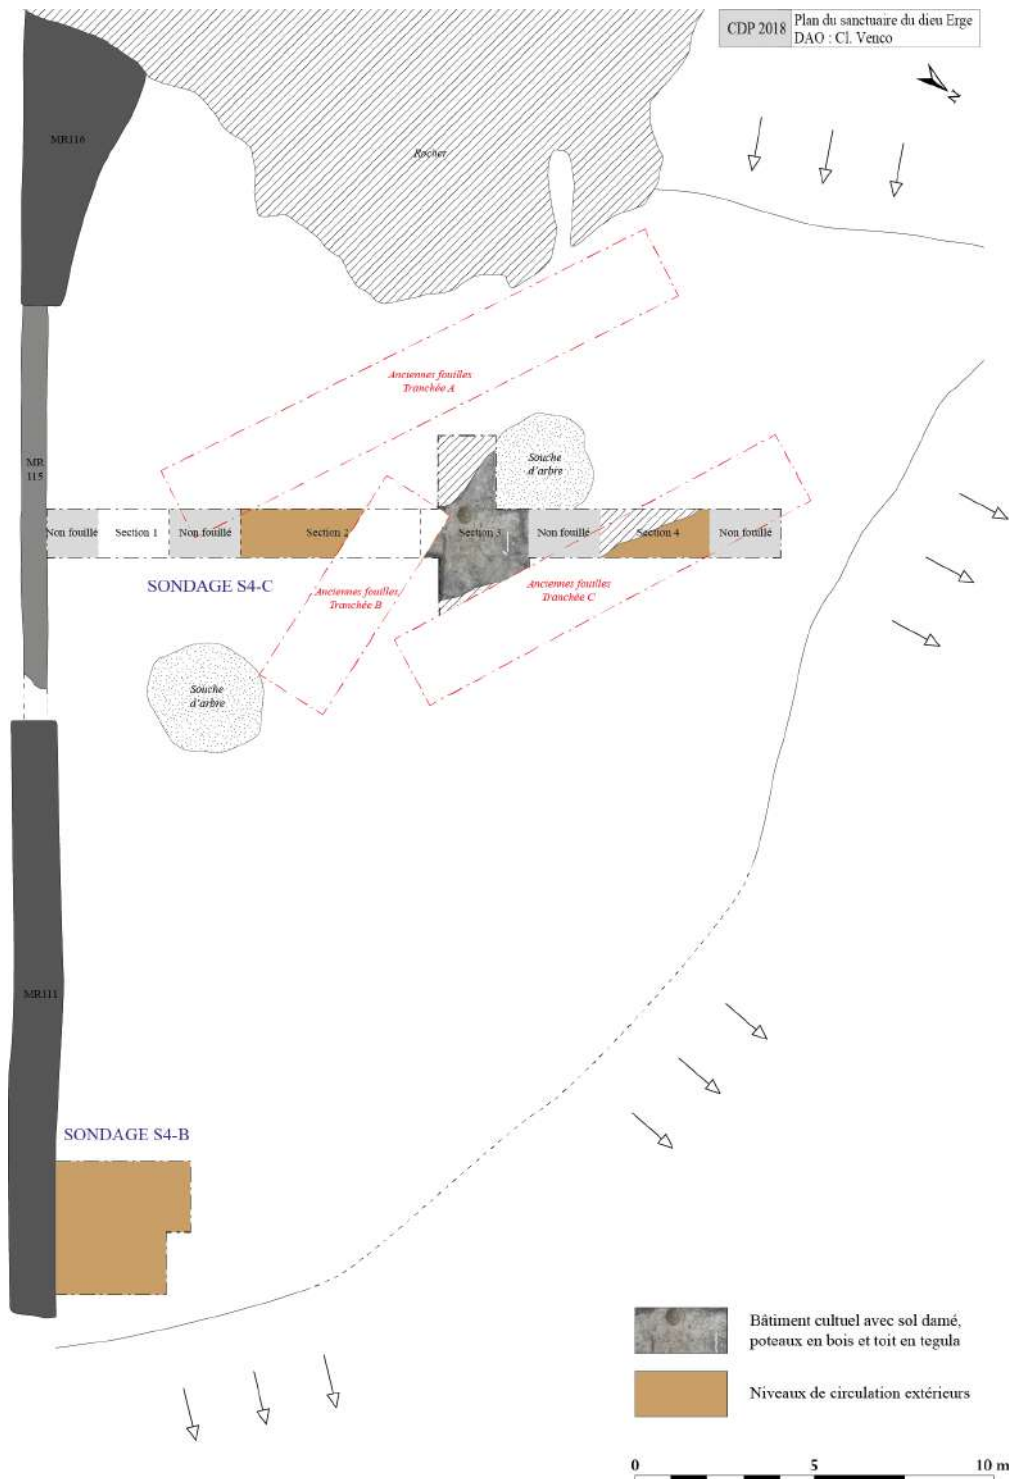 CDP 2018
Plan du sanctuaire du dieu Erge
DAO : Cl. Venco
N
MR116
Rocher
Anciennes fouilles
Tranchée A
MR
115
Souche
d'arbre
Non fouillé
Section 1
Non fouillé
Section 2
Section 3
Non fouillé
Section 4
Non fouillé
SONDAGE S4-C
Anciennes fouilles
Tranchée B
Anciennes fouilles
Tranchée C
Souche
d'arbre
MR111
SONDAGE S4-B
Bâtiment cultuel avec sol damé,
poteaux en bois et toit en tegula
Niveaux de circulation extérieurs
0 5 10 m